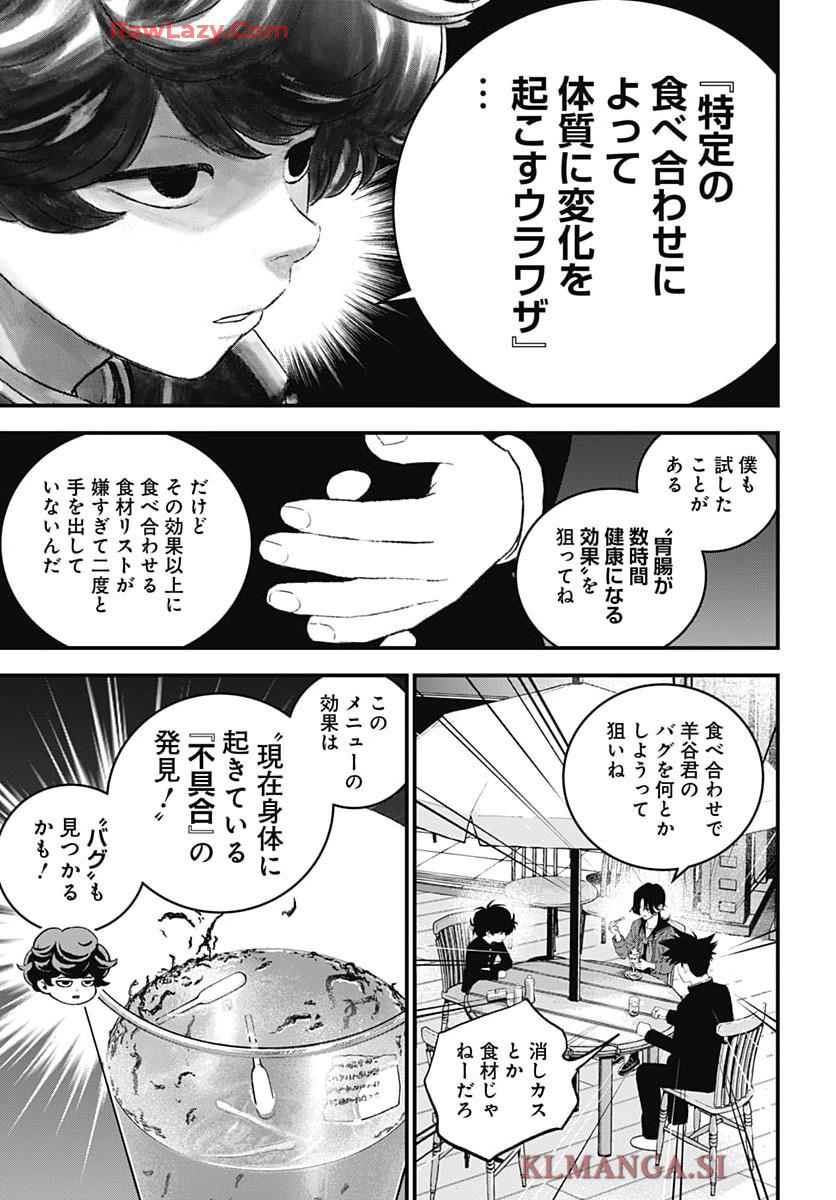 RawLazy.Com
『特定の
食べ合わせに
よって
体質に変化を
起こすウラワザ』
…
僕も
試した
ことが
ある
〝胃腸が
数時間
健康になる
効果〟を
狙ってね
だけど
その効果以上に
食べ合わせる
食材リストが
嫌すぎて二度と
手を出して
いないんだ
食べ合わせで
羊谷君の
バグを何とか
しようって
狙いね
消しカス
とか
食材じゃ
ねーだろ
この
メニューの
効果は
〝現在身体に
起きている
『不具合』の
発見！〟
〝バグ〟も
見つかる
かも！
KLMANGA.SI